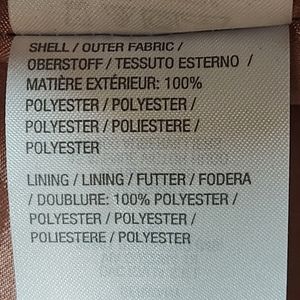 SHELL / OUTER FABRIC /
OBERSTOFF / TESSUTO ESTERNO /
MATIÈRE EXTÉRIEUR: 100%
POLYESTER / POLYESTER /
POLYESTER / POLIESTERE /
POLYESTER
LINING / LINING / FUTTER / FODERA
/ DOUBLURE: 100% POLYESTER /
POLYESTER / POLYESTER /
POLIESTERE / POLYESTER